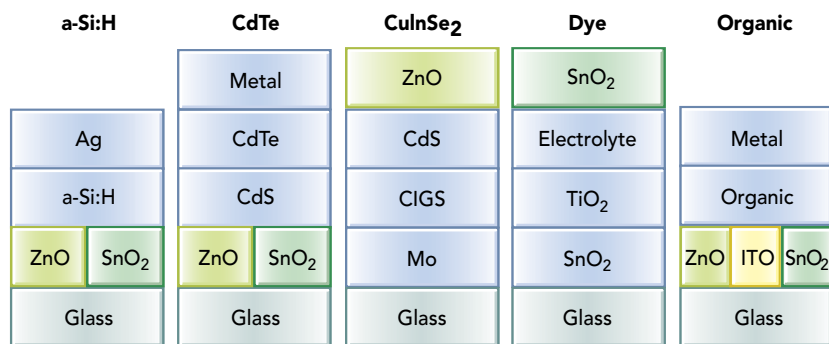 a-Si:H CdTe CuInSe₂ Dye Organic
Metal ZnO SnO₂
Ag CdTe CdS Electrolyte Metal
a-Si:H CdS CIGS TiO₂ Organic
ZnO SnO₂ ZnO SnO₂ Mo SnO₂ ZnO ITO SnO₂
Glass Glass Glass Glass Glass